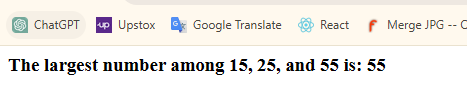 ChatGPT Upstox Google Translate React Merge JPG -- C
The largest number among 15, 25, and 55 is: 55